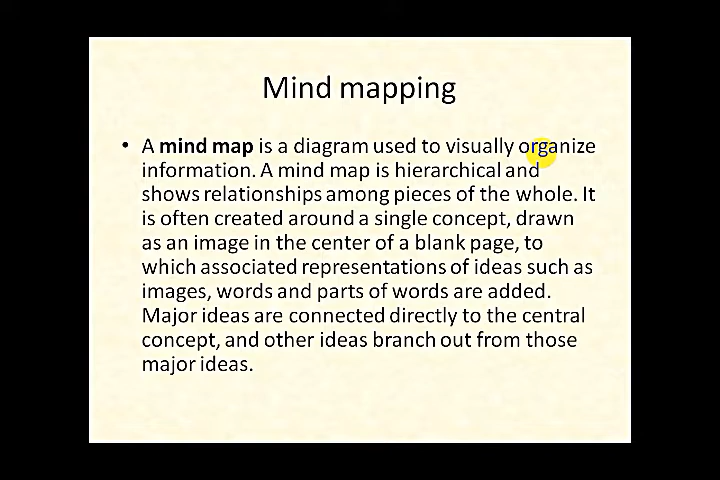 Mind mapping
• A mind map is a diagram used to visually organize
information. A mind map is hierarchical and
shows relationships among pieces of the whole. It
is often created around a single concept, drawn
as an image in the center of a blank page, to
which associated representations of ideas such as
images, words and parts of words are added.
Major ideas are connected directly to the central
concept, and other ideas branch out from those
major ideas.